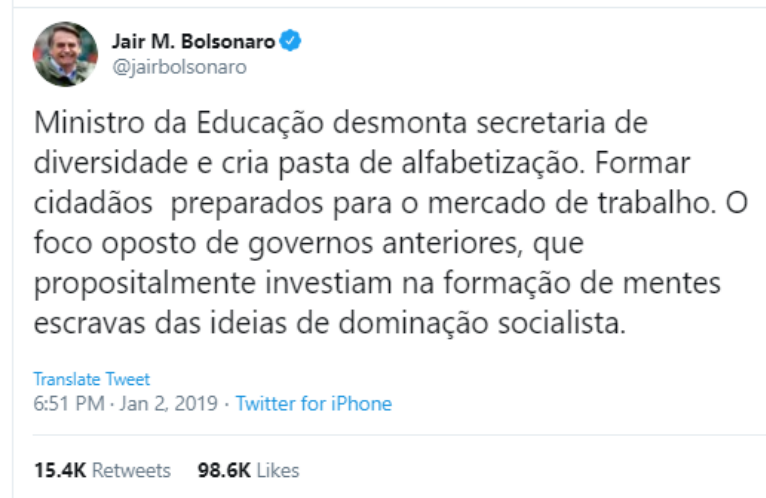 Jair M. Bolsonaro
@jairbolsonaro
Ministro da Educação desmonta secretaria de
diversidade e cria pasta de alfabetização. Formar
cidadãos  preparados para o mercado de trabalho. O
foco oposto de governos anteriores, que
propositalmente investiam na formação de mentes
escravas das ideias de dominação socialista.
Translate Tweet
6:51 PM · Jan 2, 2019 · Twitter for iPhone
15.4K Retweets 98.6K Likes